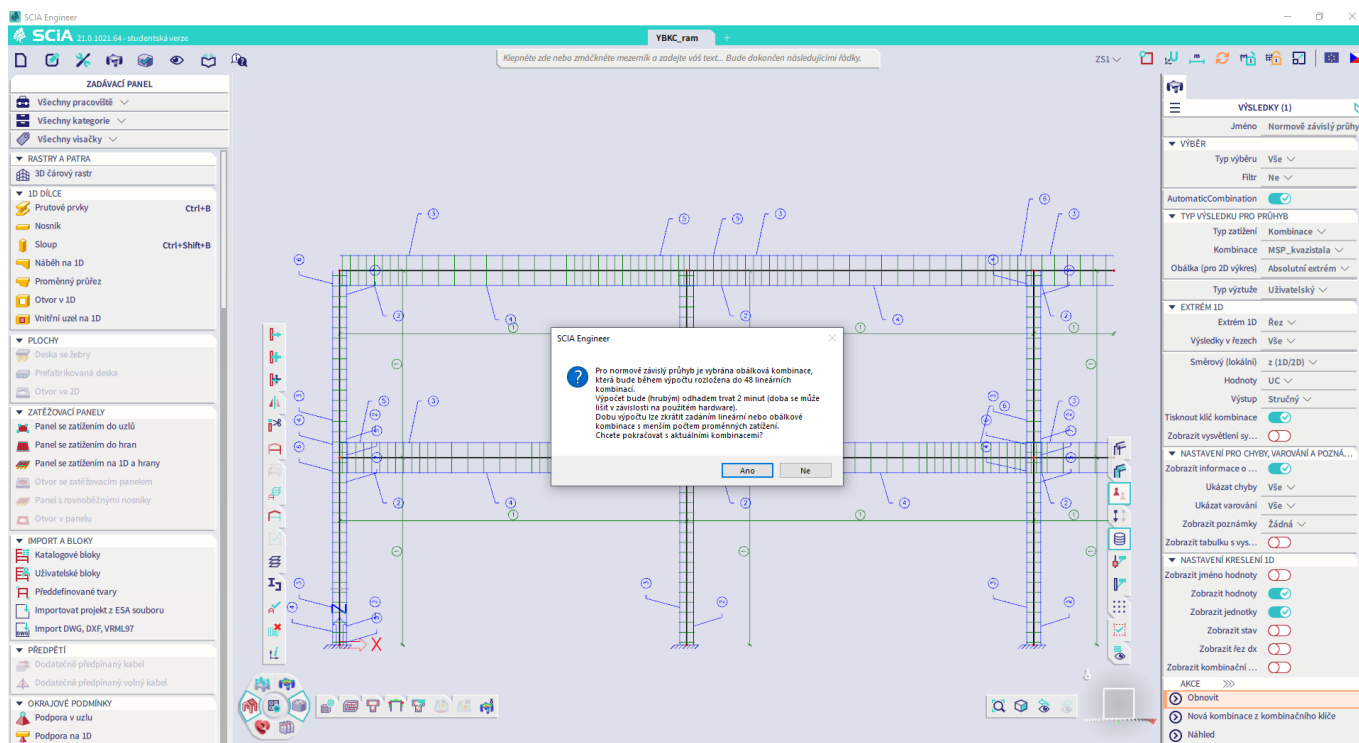 SCIA Engineer
SCIA 21.0.1021.64 - studentská verze
YBKC_ram
Klepněte zde nebo zmáčkněte mezerník a zadejte váš text... Bude dokončen následujícími řádky.
ZS1
ZADÁVACÍ PANEL
Všechny pracoviště
Všechny kategorie
Všechny visačky
RASTRY A PATRA
3D čárový rastr
1D DÍLCE
Prutové prvky Ctrl+B
Nosník
Sloup Ctrl+Shift+B
Náběh na 1D
Proměnný průřez
Otvor v 1D
Vnitřní uzel na 1D
PLOCHY
Deska se žebry
Prefabrikovaná deska
Otvor ve 2D
ZATĚŽOVACÍ PANELY
Panel se zatížením do uzlů
Panel se zatížením do hran
Panel se zatížením na 1D a hrany
Otvor se zatěžovacím panelem
Panel s rovnoběžnými nosníky
Otvor v panelu
IMPORT A BLOKY
Katalogové bloky
Uživatelské bloky
Předdefinované tvary
Importovat projekt z ESA souboru
Import DWG, DXF, VRML97
PŘEDPĚTÍ
Dodatečně předpínaný kabel
Dodatečně předpínaný volný kabel
OKRAJOVÉ PODMÍNKY
Podpora v uzlu
Podpora na 1D
SCIA Engineer
Pro normově závislý průhyb je vybrána obálková kombinace,
která bude během výpočtu rozložena do 48 lineárních
kombinací.
Výpočet bude (hrubým) odhadem trvat 2 minut (doba se může
lišit v závislosti na použitém hardware).
Dobu výpočtu lze zkrátit zadáním lineární nebo obálkové
kombinace s menším počtem proměnných zatížení.
Chcete pokračovat s aktuálními kombinacemi?
Ano Ne
Z
X
VÝSLEDKY (1)
Jméno Normově závislý průhy
VÝBĚR
Typ výběru Vše
Filtr Ne
AutomaticCombination
TYP VÝSLEDKU PRO PRŮHYB
Typ zatížení Kombinace
Kombinace MSP_kvazistala
Obálka (pro 2D výkres) Absolutní extrém
Typ výztuže Uživatelský
EXTRÉM 1D
Extrém 1D Řez
Výsledky v řezech Vše
Směrový (lokální) z (1D/2D)
Hodnoty UC
Výstup Stručný
Tisknout klíč kombinace
Zobrazit vysvětlení sy...
NASTAVENÍ PRO CHYBY, VAROVÁNÍ A POZNÁ...
Zobrazit informace o ...
Ukázat chyby Vše
Ukázat varování Vše
Zobrazit poznámky Žádná
Zobrazit tabulku s vys...
NASTAVENÍ KRESLENÍ 1D
Zobrazit jméno hodnoty
Zobrazit hodnoty
Zobrazit jednotky
Zobrazit stav
Zobrazit řez dx
Zobrazit kombinační ...
AKCE >>>
Obnovit
Nová kombinace z kombinačního klíče
Náhled